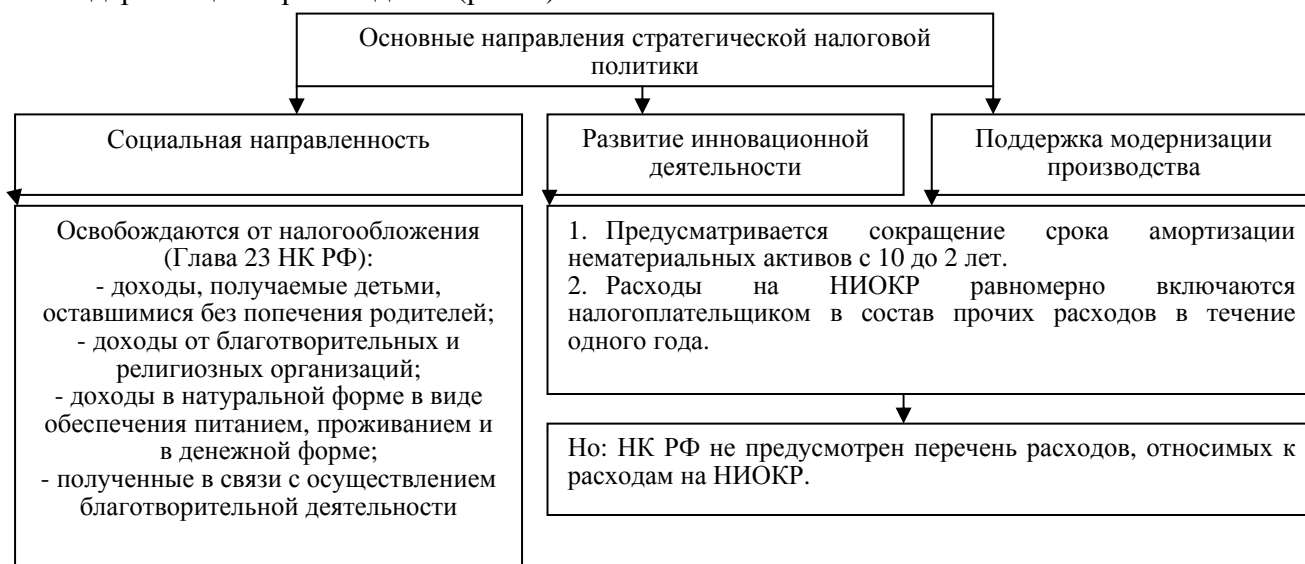 Основные направления стратегической налоговой
политики
Социальная направленность
Развитие инновационной
деятельности
Поддержка модернизации
производства
Освобождаются от налогообложения
(Глава 23 НК РФ):
- доходы, получаемые детьми,
оставшимися без попечения родителей;
- доходы от благотворительных и
религиозных организаций;
- доходы в натуральной форме в виде
обеспечения питанием, проживанием и
в денежной форме;
- полученные в связи с осуществлением
благотворительной деятельности
1. Предусматривается сокращение срока амортизации
нематериальных активов с 10 до 2 лет.
2. Расходы на НИОКР равномерно включаются
налогоплательщиком в состав прочих расходов в течение
одного года.
Но: НК РФ не предусмотрен перечень расходов, относимых к
расходам на НИОКР.